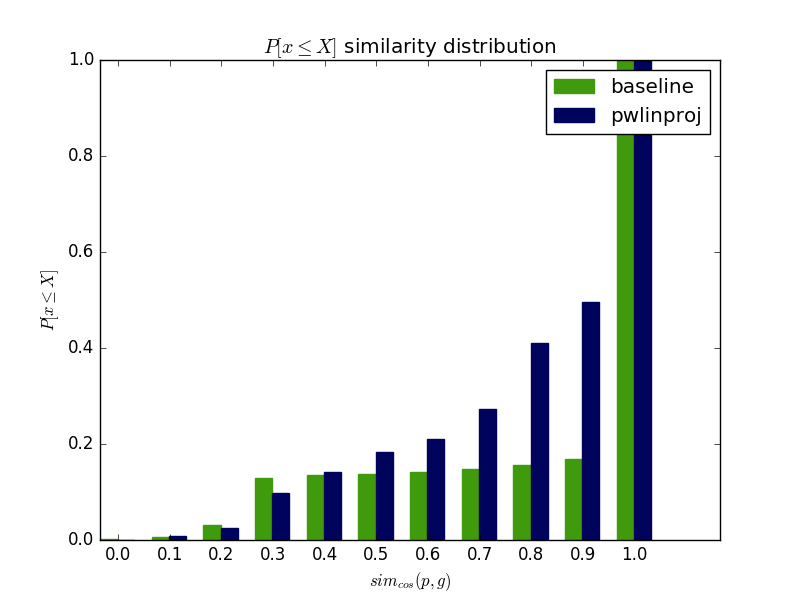 P[x ≤ X] similarity distribution
baseline
pwlinproj
1.0
0.8
0.6
0.4
0.2
0.0
P[x ≤ X]
0.0 0.1 0.2 0.3 0.4 0.5 0.6 0.7 0.8 0.9 1.0
sim_cos(p, g)